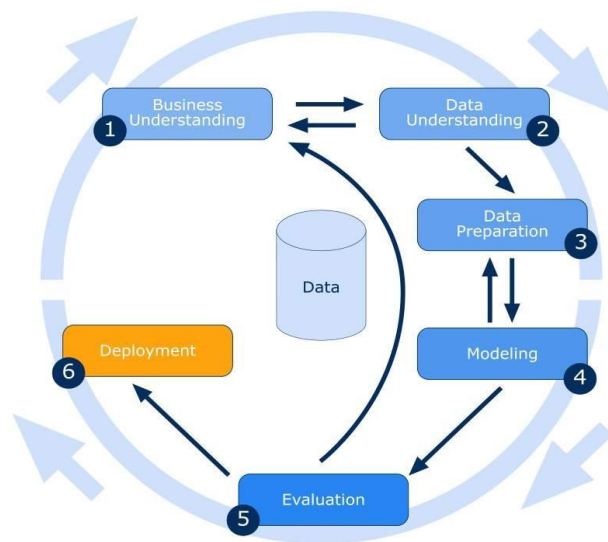 Business
Understanding
1
Data
Understanding
2
Data
Preparation
3
Data
Modeling
4
Deployment
6
Evaluation
5